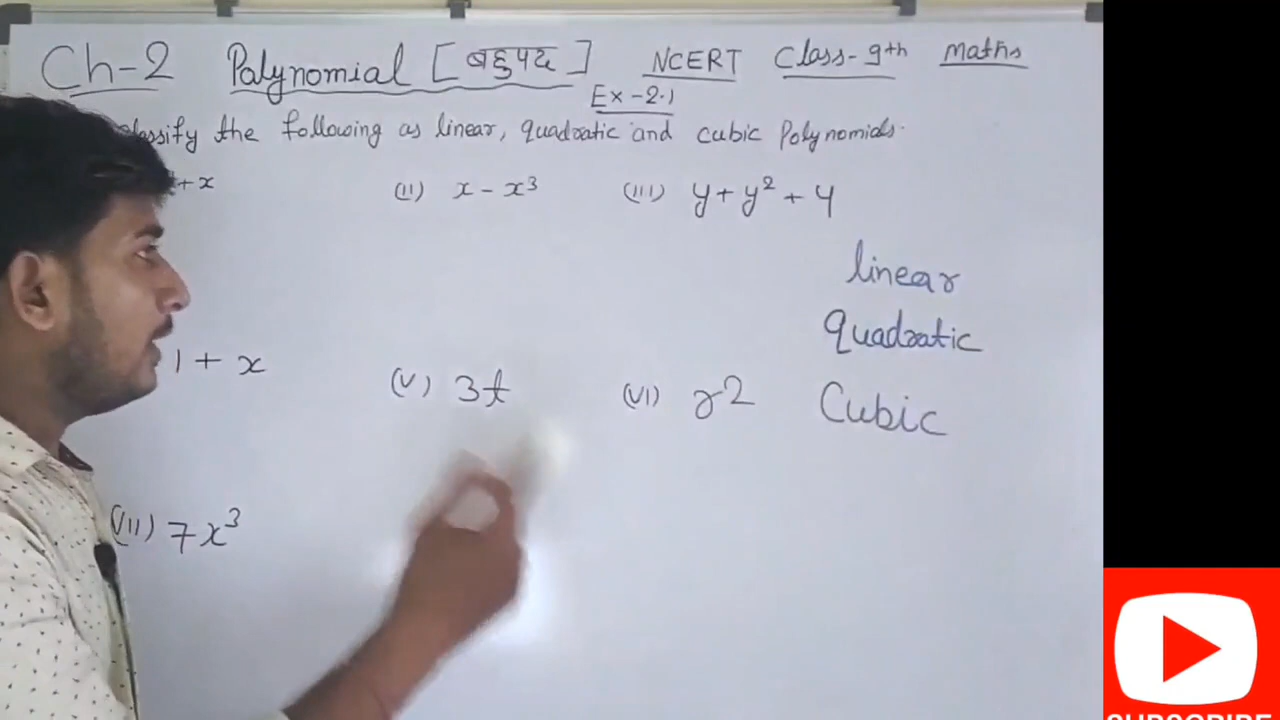 Ch-2 Polynomial [बहुपद] NCERT Class-9th maths
Ex-2.1
classify the following as linear, quadratic and cubic Polynomials.
+x (II) x - x³ (III) y + y² + 4
linear
quadratic
1 + x (V) 3t (VI) r2 Cubic
(VII) 7x³
SUBSCRIBE